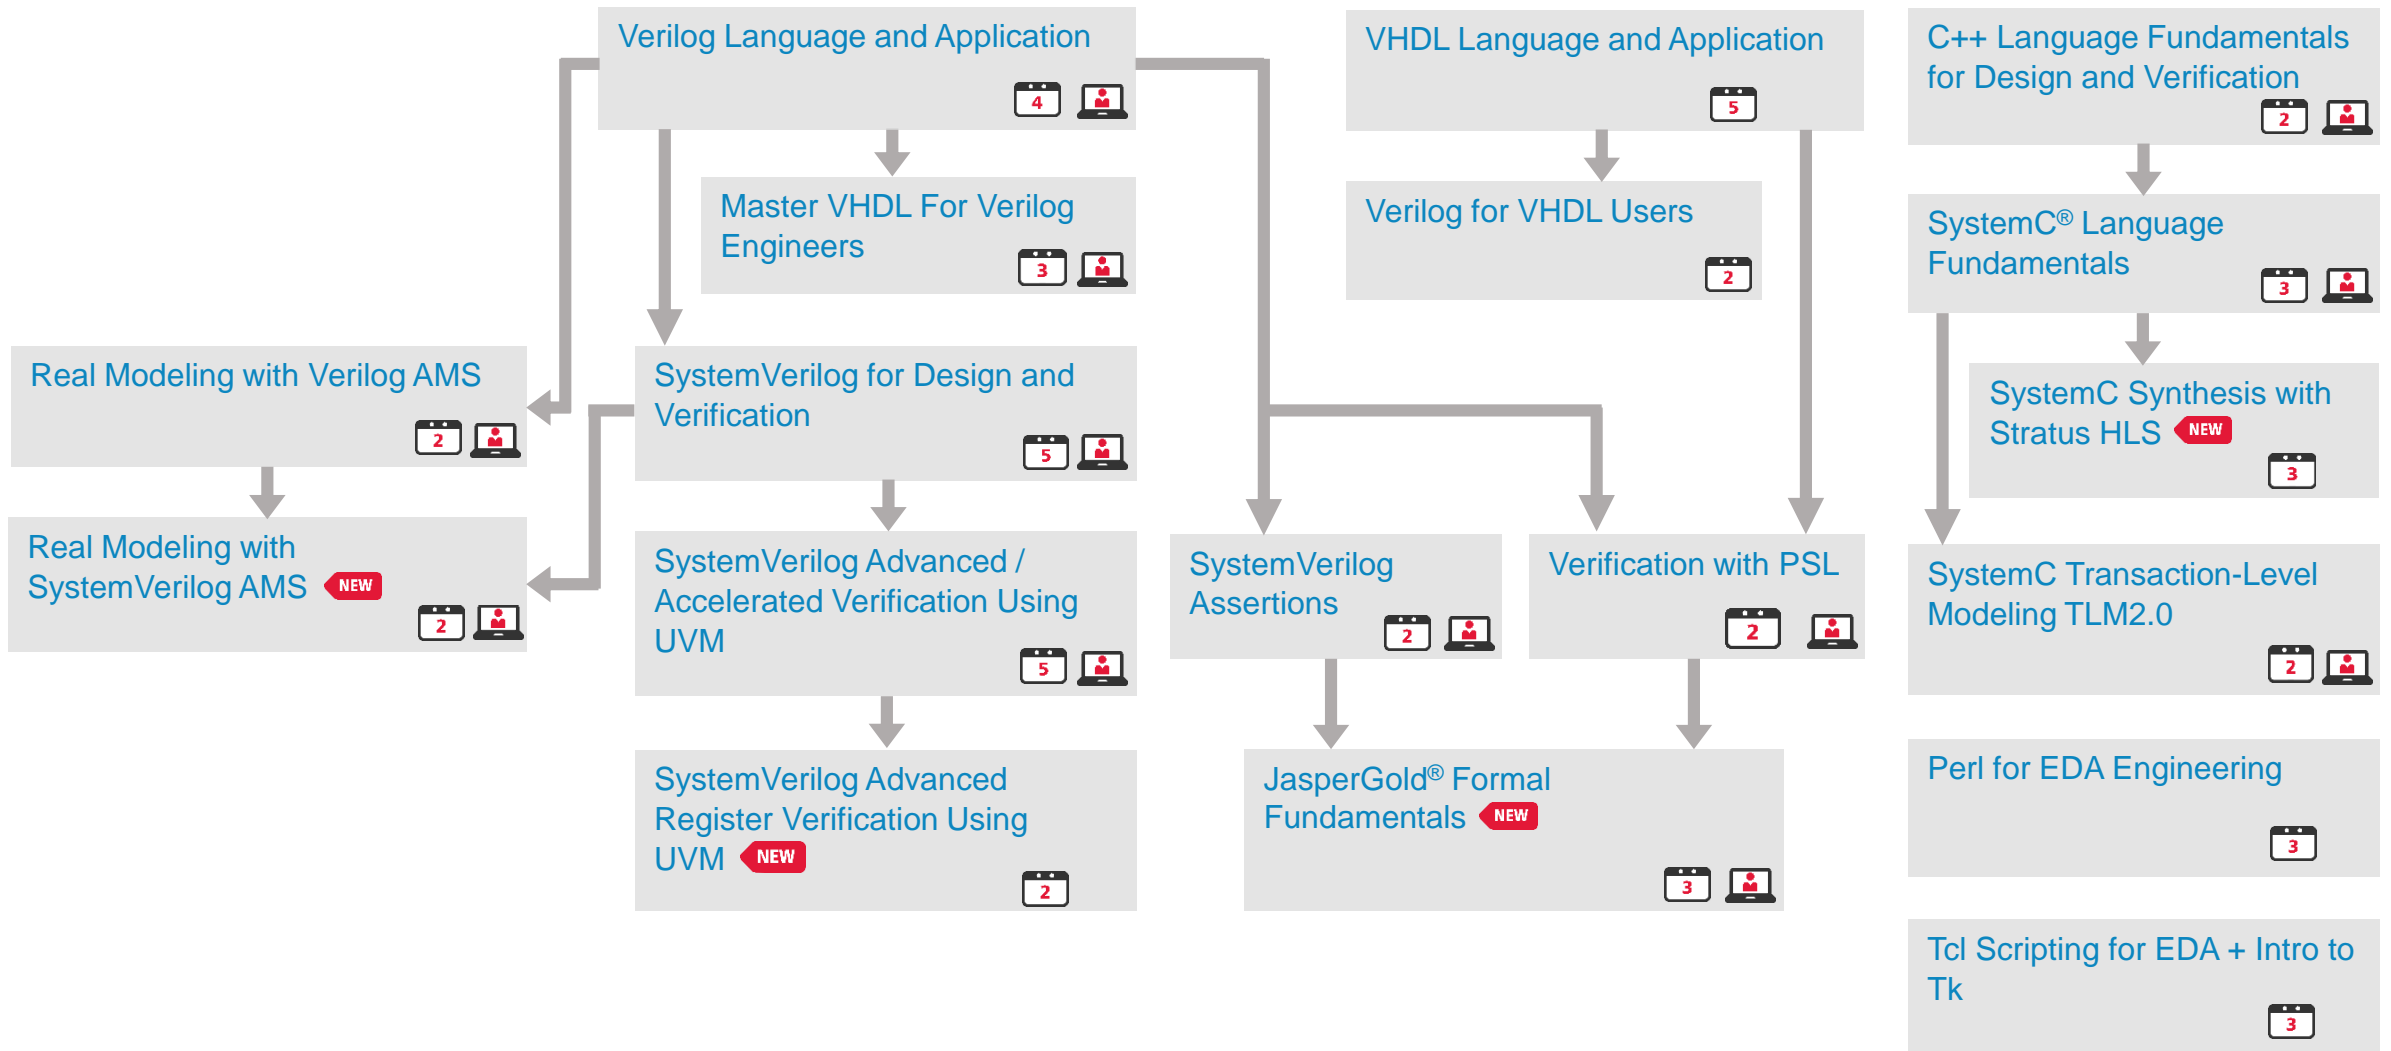 Verilog Language and Application
4
Master VHDL For Verilog
Engineers
3
Real Modeling with Verilog AMS
2
Real Modeling with
SystemVerilog AMS NEW
2
SystemVerilog for Design and
Verification
5
SystemVerilog Advanced /
Accelerated Verification Using
UVM
5
SystemVerilog Advanced
Register Verification Using
UVM NEW
2
VHDL Language and Application
5
Verilog for VHDL Users
2
SystemVerilog
Assertions
2
Verification with PSL
2
JasperGold® Formal
Fundamentals NEW
3
C++ Language Fundamentals
for Design and Verification
2
SystemC® Language
Fundamentals
3
SystemC Synthesis with
Stratus HLS NEW
3
SystemC Transaction-Level
Modeling TLM2.0
2
Perl for EDA Engineering
3
Tcl Scripting for EDA + Intro to
Tk
3